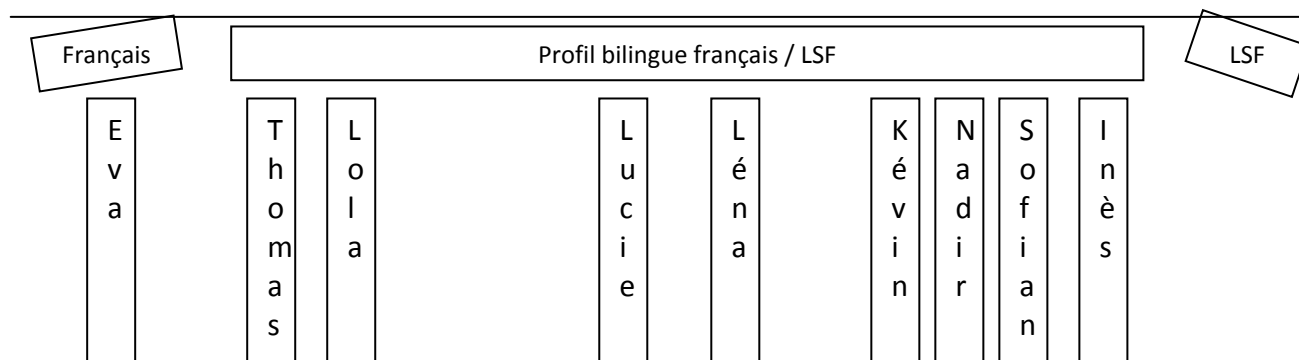 Français
Profil bilingue français / LSF
LSF
Eva
Thomas
Lola
Lucie
Léna
Kévin
Nadir
Sofian
Inès